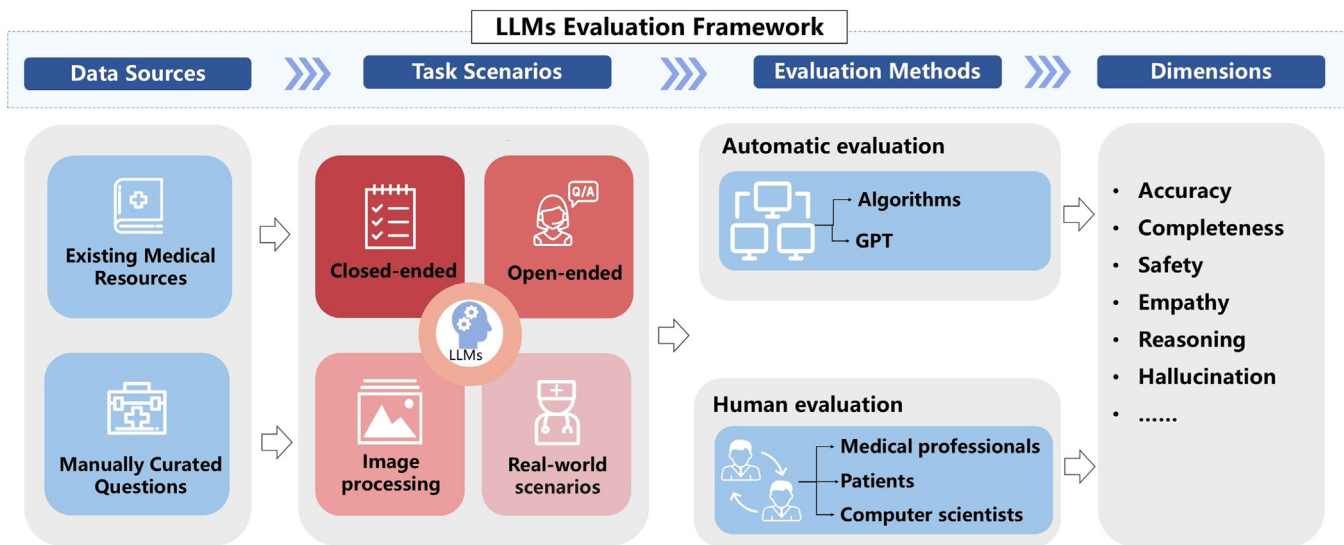 LLMs Evaluation Framework
Data Sources
Task Scenarios
Evaluation Methods
Dimensions
Existing Medical
Resources
Manually Curated
Questions
Closed-ended
Q/A
Open-ended
LLMs
Image
processing
Real-world
scenarios
Automatic evaluation
Algorithms
GPT
Human evaluation
Medical professionals
Patients
Computer scientists
• Accuracy
• Completeness
• Safety
• Empathy
• Reasoning
• Hallucination
• ......